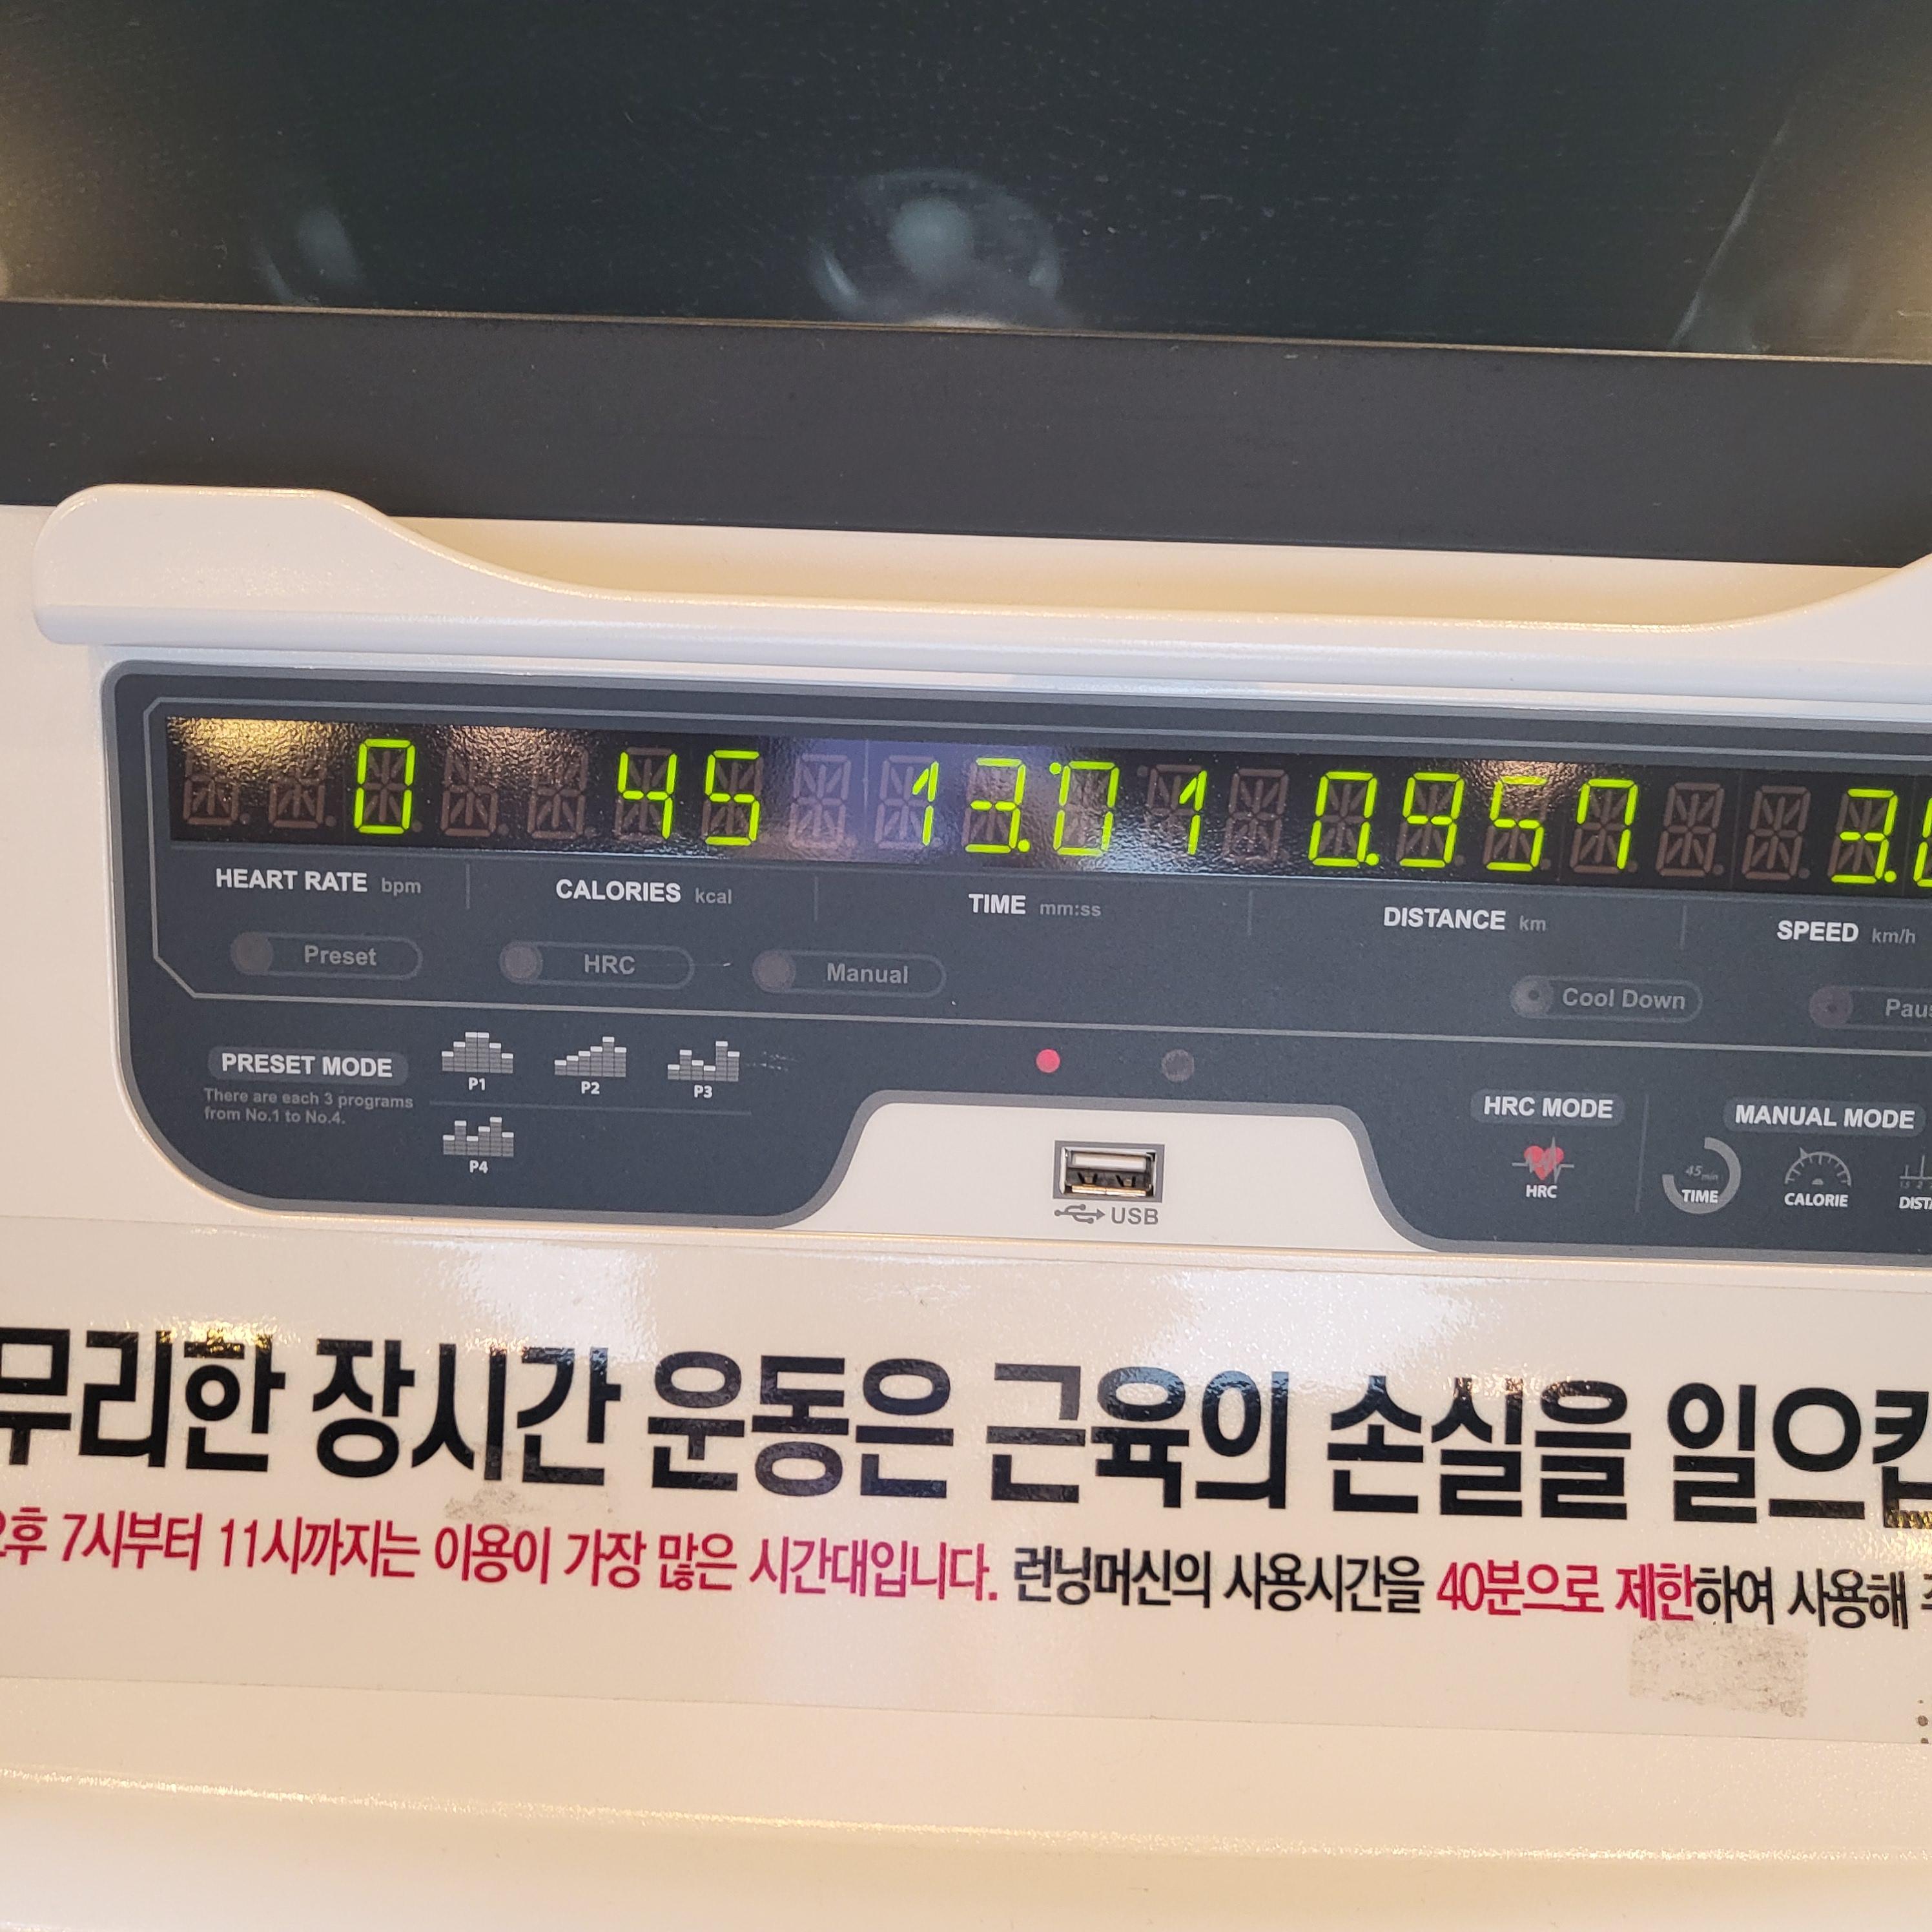 0 45 13:01 0.957 3.
HEART RATE bpm CALORIES kcal TIME mm:ss DISTANCE km SPEED km/h
Preset HRC Manual Cool Down
PRESET MODE
There are each 3 programs
from No.1 to No.4.
P1 P2 P3
P4
USB
HRC MODE
HRC
MANUAL MODE
45min TIME CALORIE
무리한 장시간 운동은 근육의 손실을
7시부터 11시까지는 이용이 가장 많은 시간대입니다. 런닝머신의 사용시간을 40분으로 제한하여 사용해